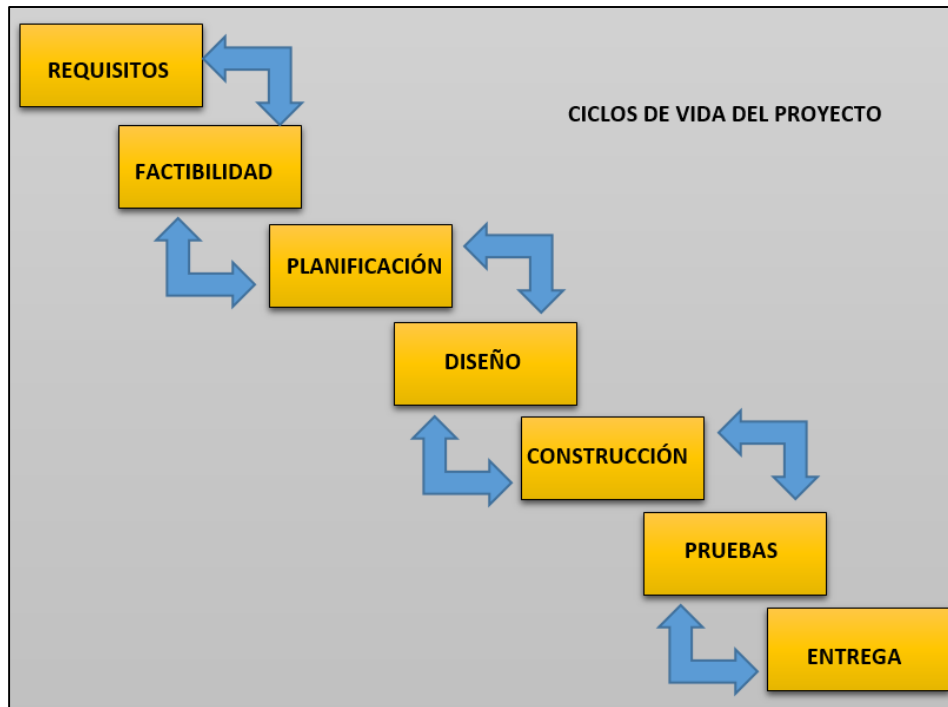 REQUISITOS
CICLOS DE VIDA DEL PROYECTO
FACTIBILIDAD
PLANIFICACIÓN
DISEÑO
CONSTRUCCIÓN
PRUEBAS
ENTREGA